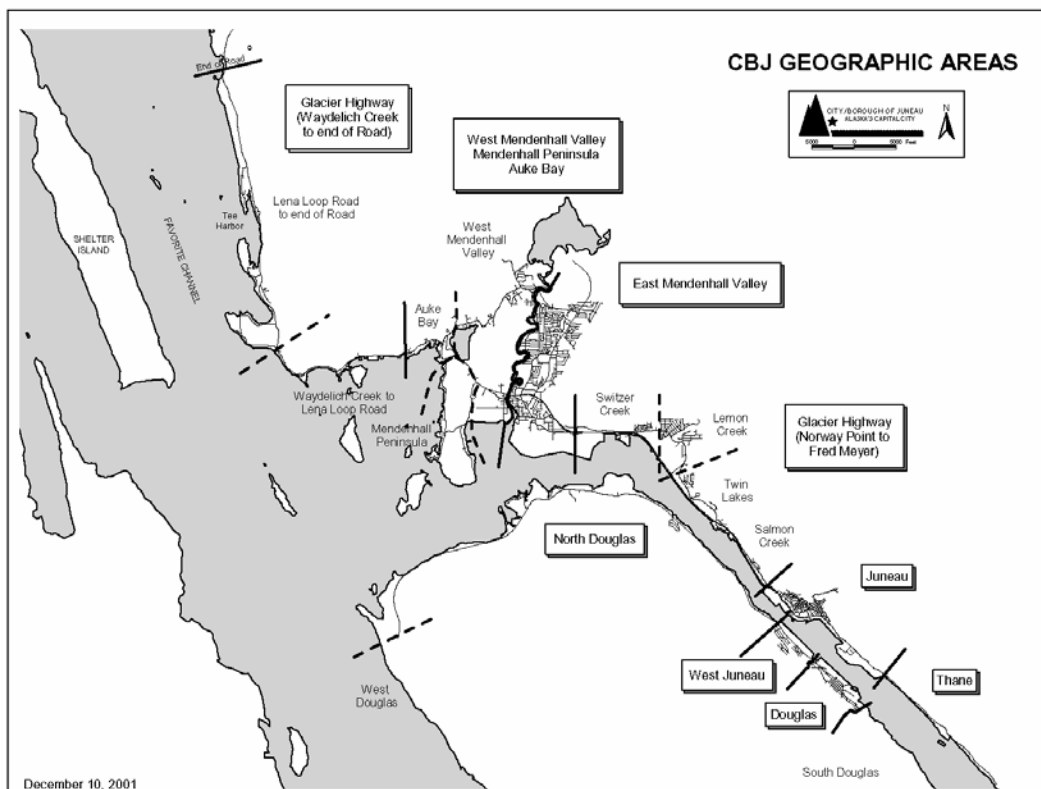 CBJ GEOGRAPHIC AREAS
CITY/BOROUGH OF JUNEAU
ALASKA'S CAPITAL CITY
N
5000 0 5000 Feet
End of Road
Glacier Highway
(Waydelich Creek
to end of Road)
West Mendenhall Valley
Mendenhall Peninsula
Auke Bay
Lena Loop Road
to end of Road
Tee
Harbor
SHELTER
ISLAND
FAVORITE CHANNEL
West
Mendenhall
Valley
East Mendenhall Valley
Auke
Bay
Waydelich Creek to
Lena Loop Road
Mendenhall
Peninsula
Switzer
Creek
Lemon
Creek
Glacier Highway
(Norway Point to
Fred Meyer)
Twin
Lakes
Salmon
Creek
North Douglas
Juneau
West Juneau
Thane
Douglas
West
Douglas
South Douglas
December 10, 2001